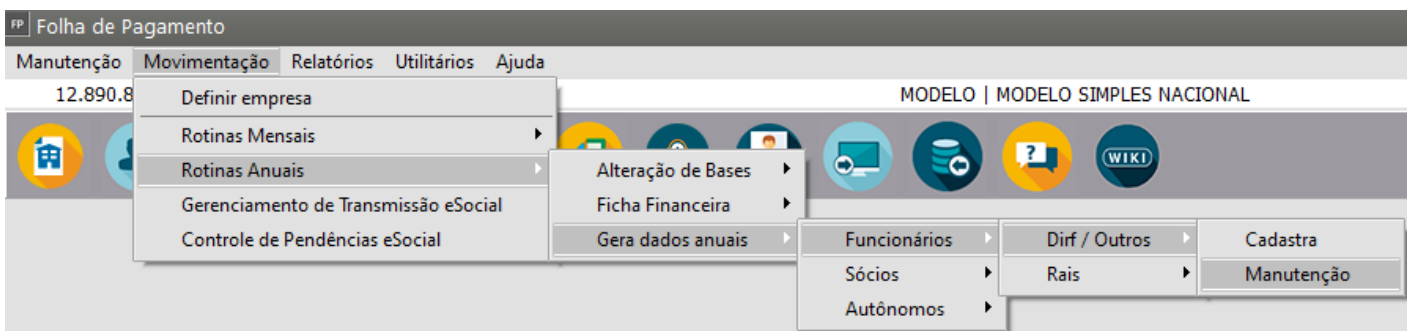 FP Folha de Pagamento
Manutenção Movimentação Relatórios Utilitários Ajuda
12.890.8 MODELO | MODELO SIMPLES NACIONAL
Definir empresa
Rotinas Mensais
Rotinas Anuais
Gerenciamento de Transmissão eSocial
Controle de Pendências eSocial
Alteração de Bases
Ficha Financeira
Gera dados anuais
Funcionários
Sócios
Autônomos
Dirf / Outros
Rais
Cadastra
Manutenção
?
WIKI